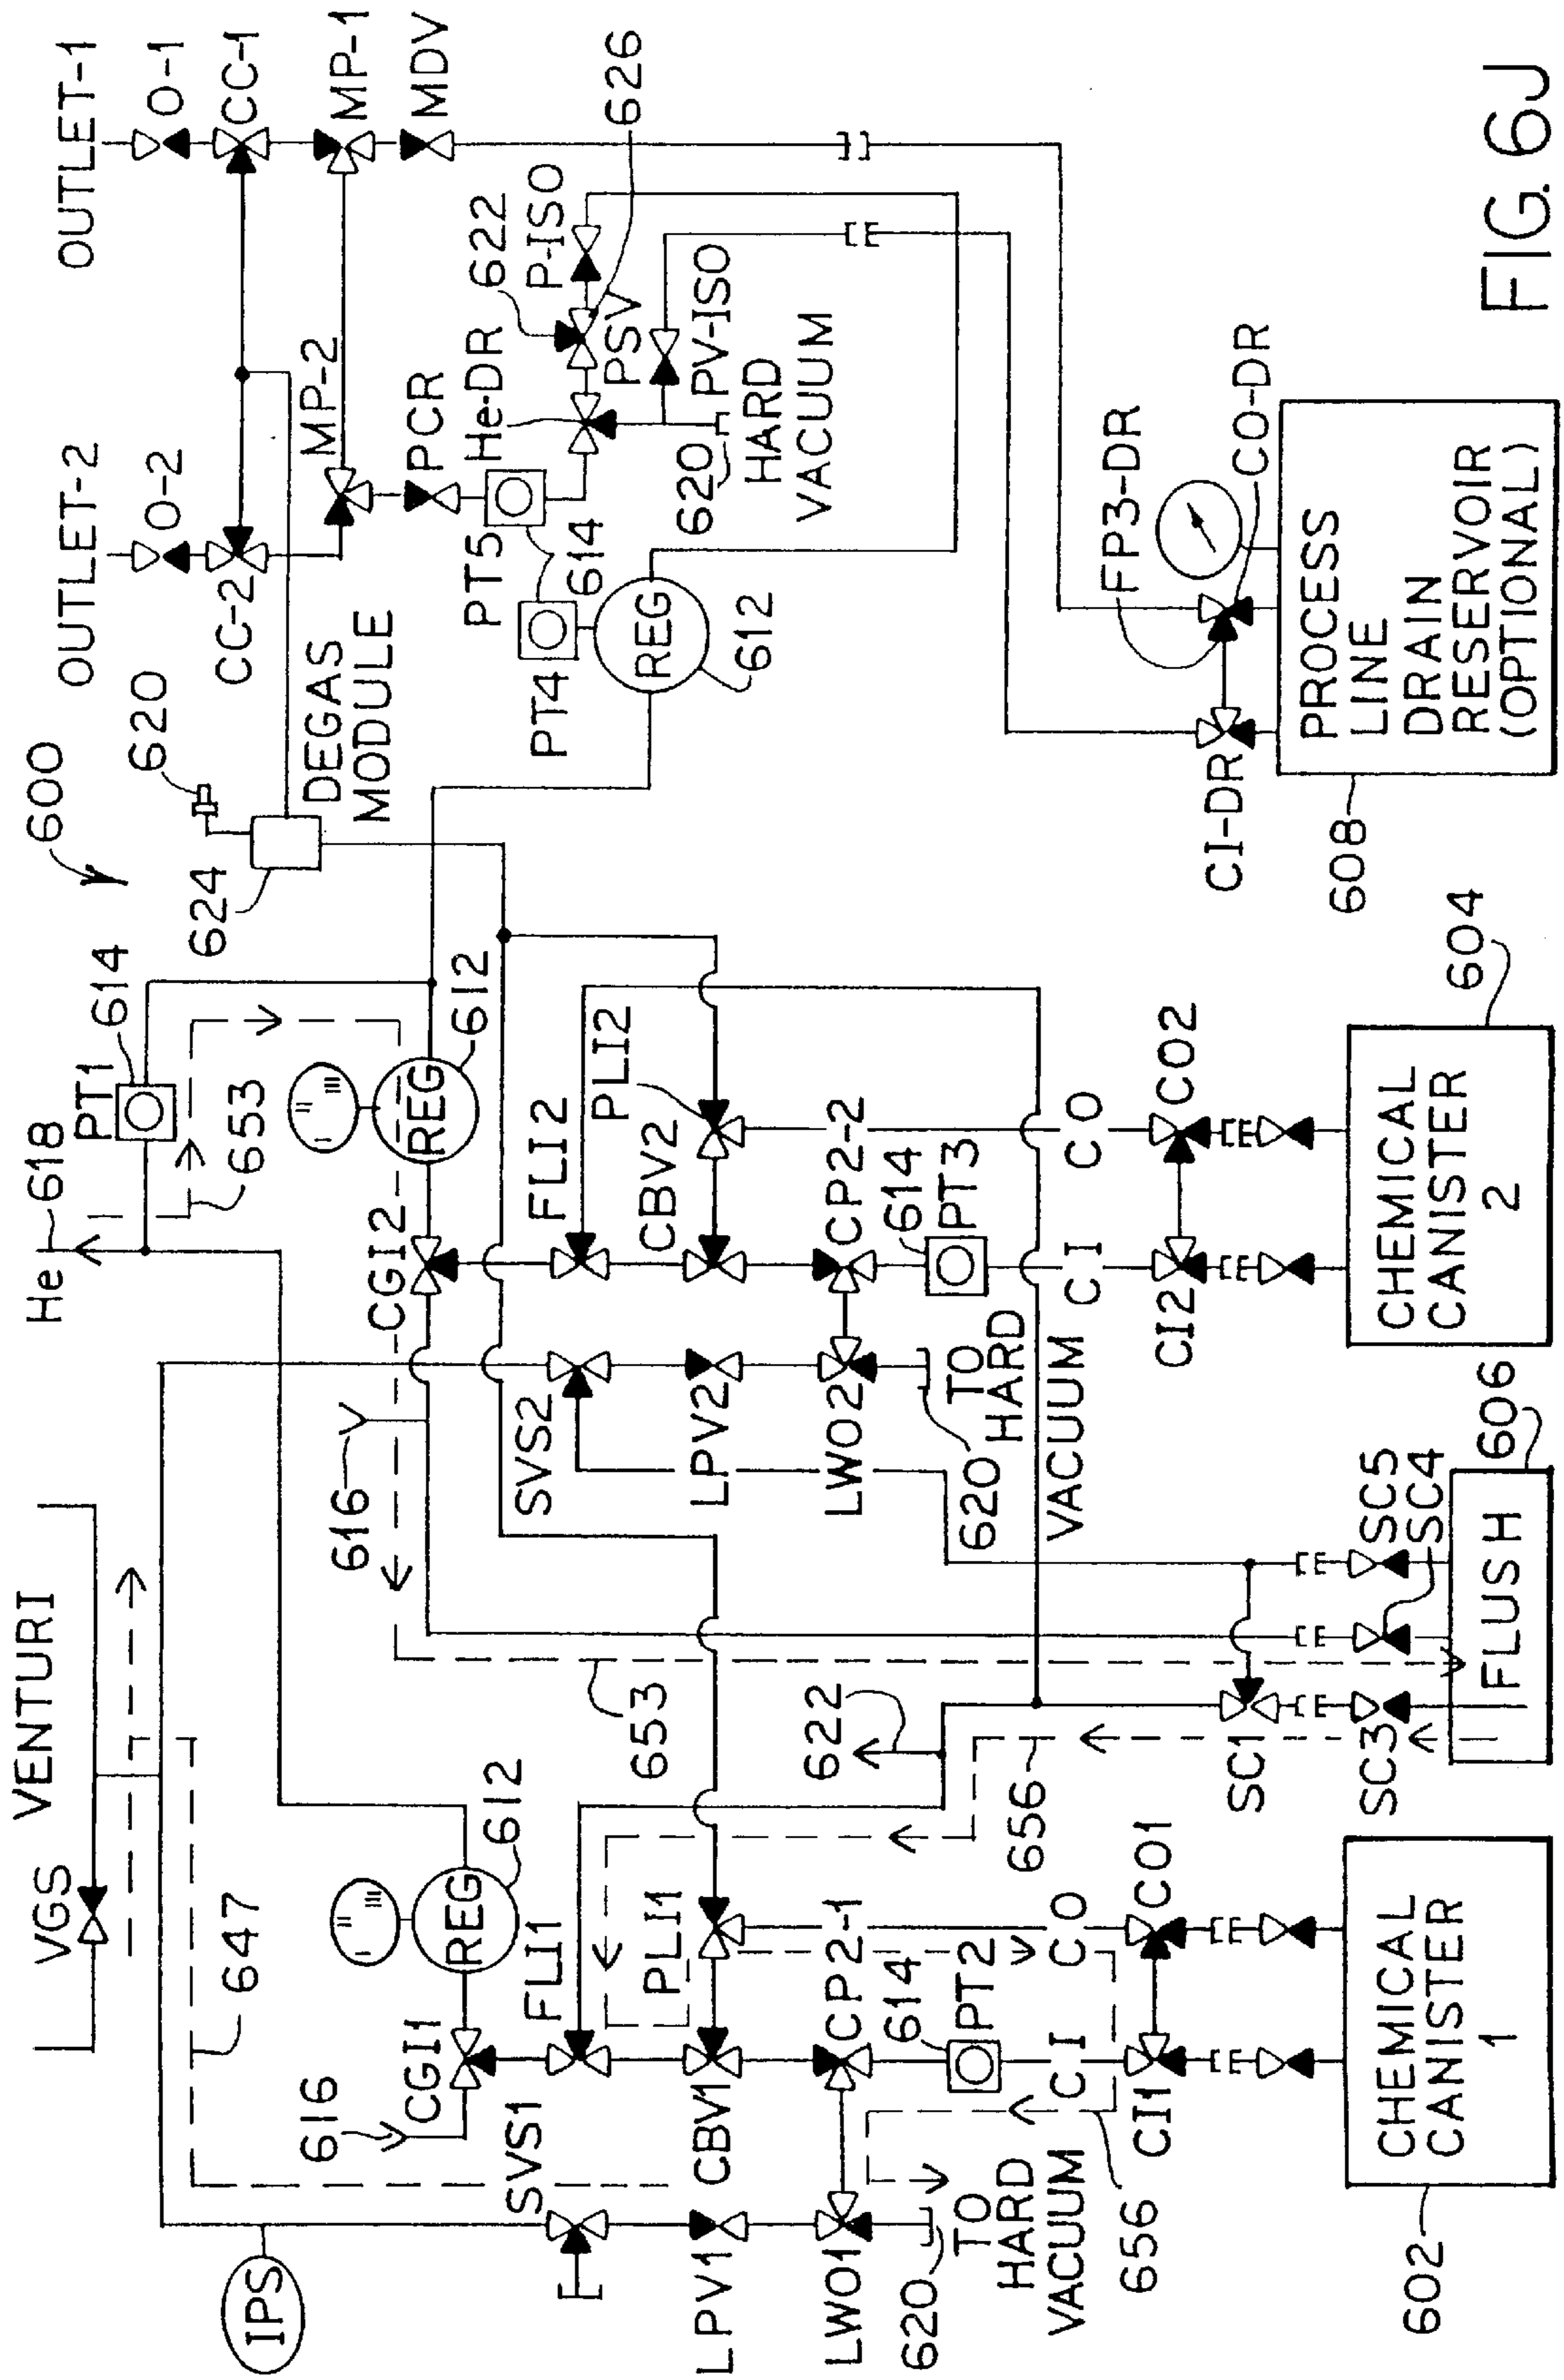 VENTURI
VGS
647
IPS
616
CGI1
SVS1
FLI1
REG
612
LPV1
CBV1
PLI1
LWO1
CP2-1
620
TO
HARD
VACUUM
614
PT2
CI
CO
656
CI1
CO1
602
CHEMICAL
CANISTER
1
653
622
656
SC1
SC3
SC5
SC4
FLUSH
606
He
618
PT1
614
653
600
616
CGI2
REG
612
SVS2
FLI2
LPV2
CBV2
PLI2
LWO2
CP2-2
620
TO
HARD
VACUUM
614
PT3
CI
CO
CI2
CO2
CHEMICAL
CANISTER
2
604
624
620
DEGAS
MODULE
OUTLET-2
O-2
CC-2
MP-2
PCR
OUTLET-1
O-1
CC-1
MP-1
MDV
PT5
PT4
614
REG
612
He-DR
622
P-ISO
PSV
626
PV-ISO
620
HARD
VACUUM
FP3-DR
CI-DR
CO-DR
608
PROCESS
LINE
DRAIN
RESERVOIR
(OPTIONAL)
FIG. 6J